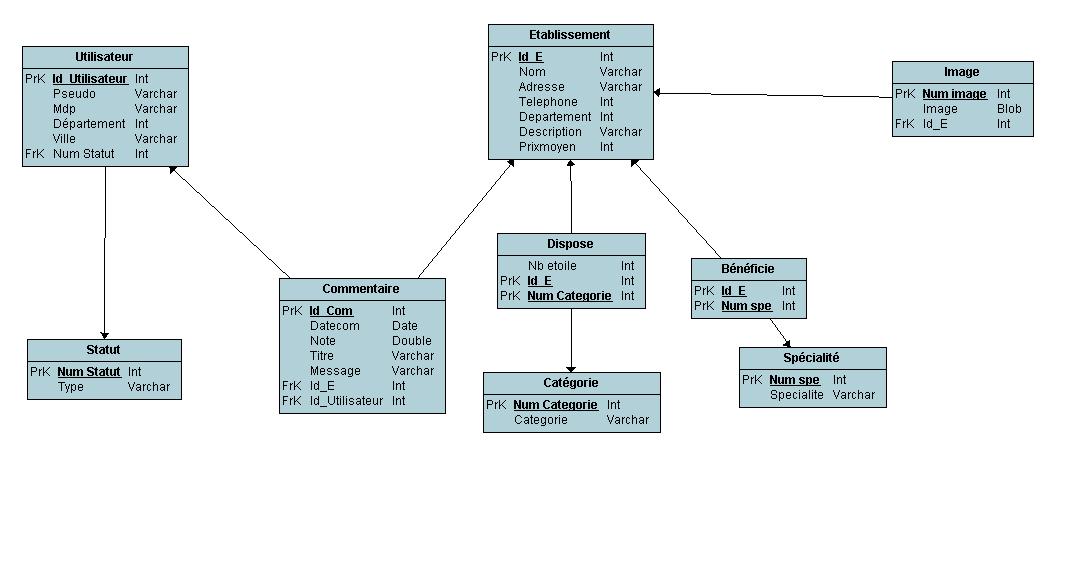 Utilisateur
PrK Id_Utilisateur Int
Pseudo Varchar
Mdp Varchar
Département Int
Ville Varchar
FrK Num Statut Int
Etablissement
PrK Id_E Int
Nom Varchar
Adresse Varchar
Telephone Int
Departement Int
Description Varchar
Prixmoyen Int
Image
PrK Num image Int
Image Blob
FrK Id_E Int
Dispose
Nb etoile Int
PrK Id_E Int
PrK Num Categorie Int
Bénéficie
PrK Id_E Int
PrK Num spe Int
Commentaire
PrK Id_Com Int
Datecom Date
Note Double
Titre Varchar
Message Varchar
FrK Id_E Int
FrK Id_Utilisateur Int
Statut
PrK Num Statut Int
Type Varchar
Catégorie
PrK Num Categorie Int
Categorie Varchar
Spécialité
PrK Num spe Int
Specialite Varchar